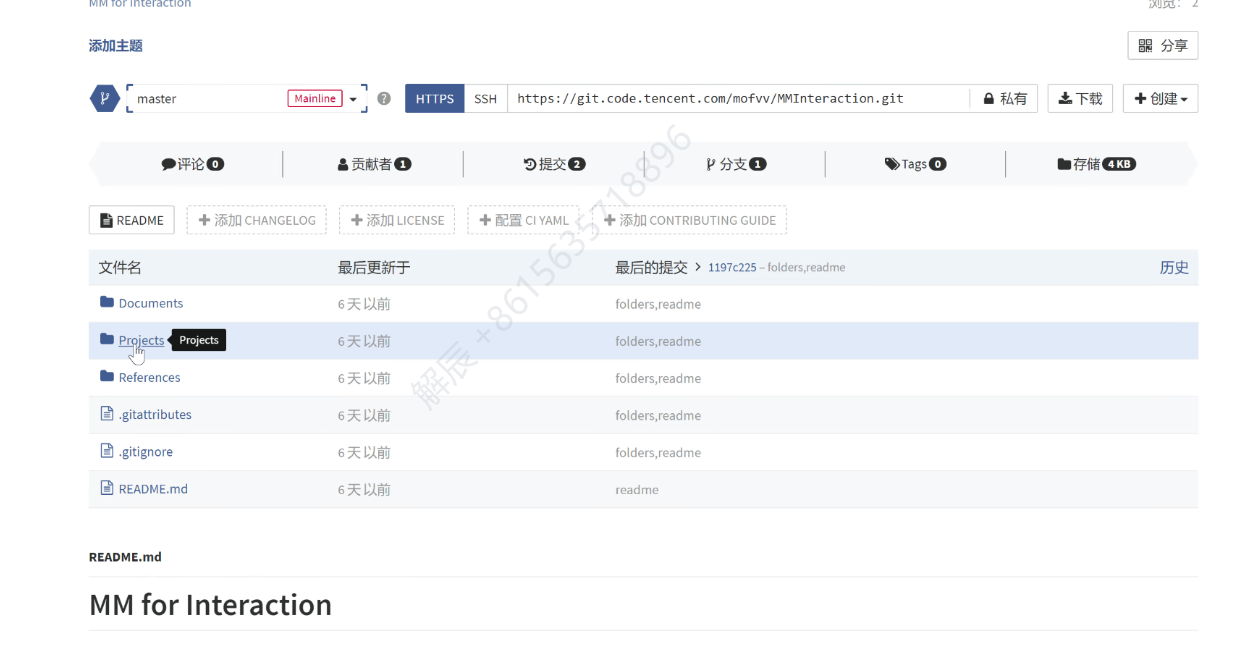 MM for Interaction
浏览: 2
添加主题
分享
master Mainline HTTPS SSH https://git.code.tencent.com/mofvv/MMInteraction.git 私有 下载 创建
评论 0 贡献者 1 提交 2 分支 1 Tags 0 存储 4 KB
README 添加 CHANGELOG 添加 LICENSE 配置 CI YAML 添加 CONTRIBUTING GUIDE
文件名 最后更新于 最后的提交 > 1197c225 – folders,readme 历史
Documents 6 天以前 folders,readme
Projects Projects 6 天以前 folders,readme
References 6 天以前 folders,readme
.gitattributes 6 天以前 folders,readme
.gitignore 6 天以前 folders,readme
README.md 6 天以前 readme
README.md
MM for Interaction
解辰 +8615635718896